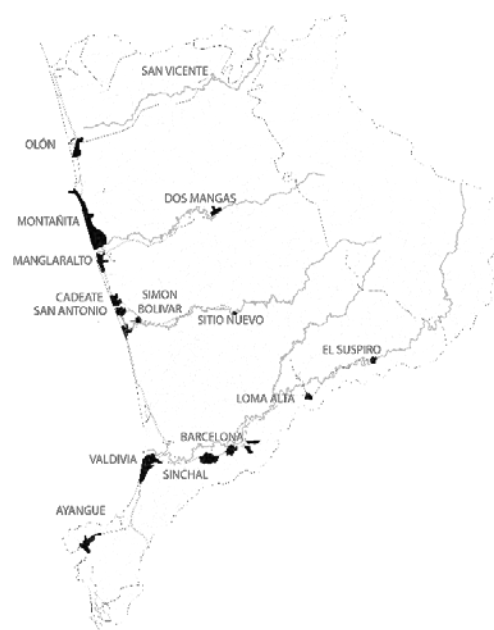 SAN VICENTE
OLÓN
DOS MANGAS
MONTAÑITA
MANGLARALTO
CADEATE
SAN ANTONIO
SIMON
BOLIVAR
SITIO NUEVO
EL SUSPIRO
LOMA ALTA
BARCELONA
VALDIVIA
SINCHAL
AYANGUE